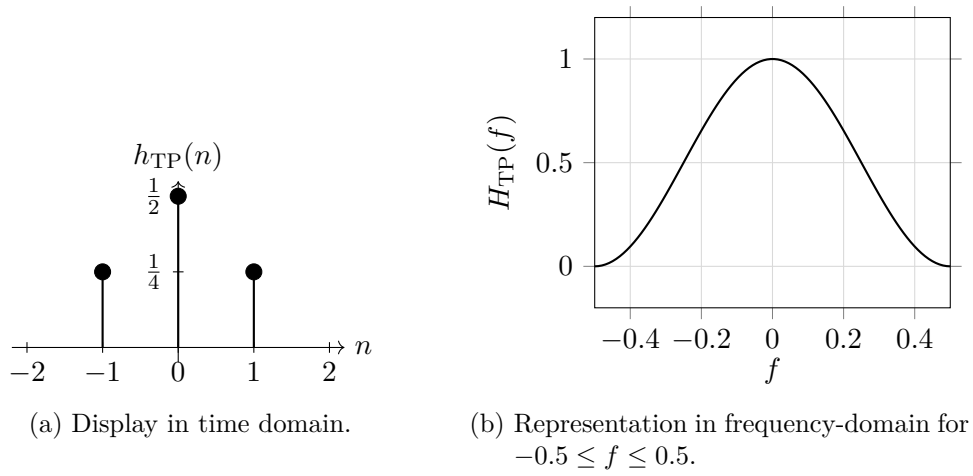 h_TP(n)
1/2
1/4
n
−2 −1 0 1 2
(a) Display in time domain.
1
0.5
0
H_TP(f)
−0.4 −0.2 0 0.2 0.4
f
(b) Representation in frequency-domain for
−0.5 ≤ f ≤ 0.5.